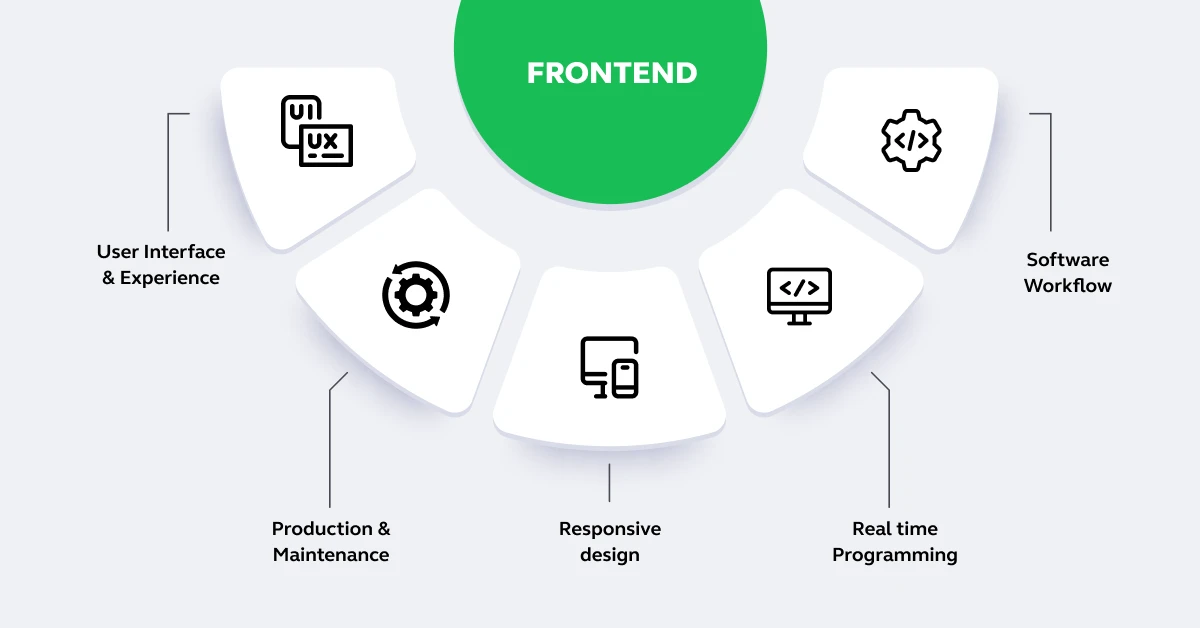 FRONTEND
UI
UX
</>
User Interface
& Experience
Software
Workflow
</>
Production &
Maintenance
Responsive
design
Real time
Programming